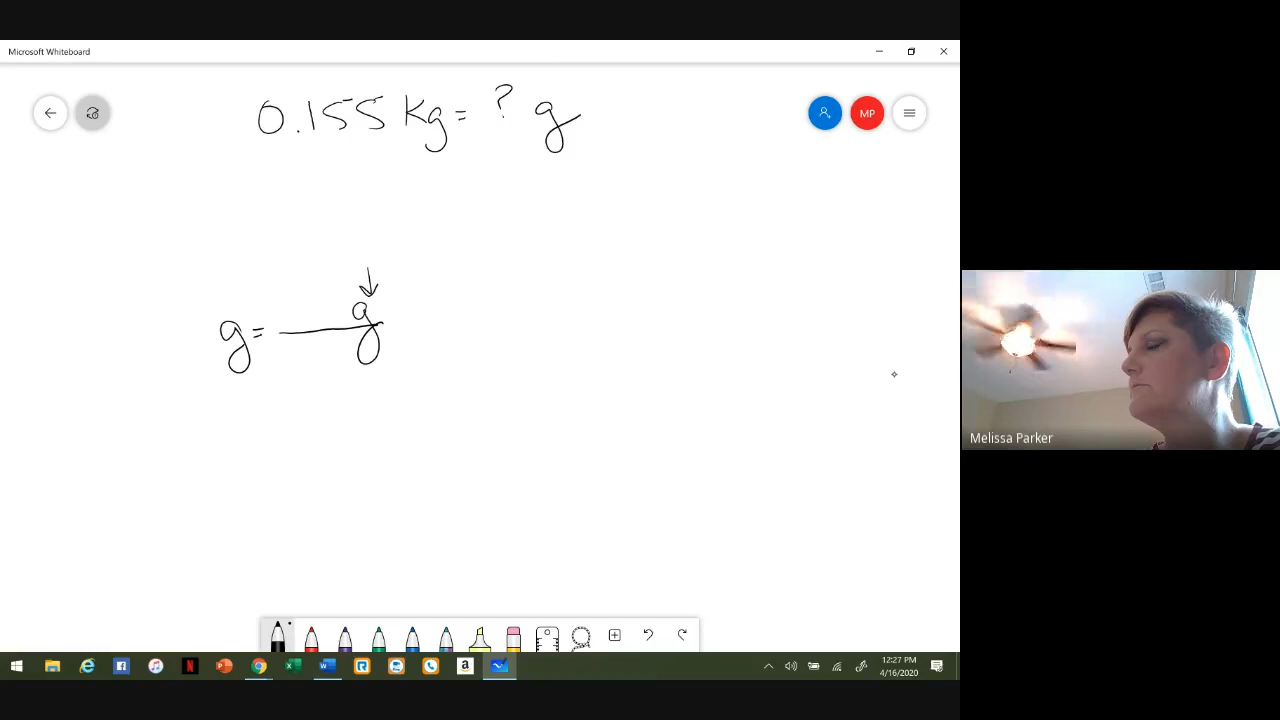 Microsoft Whiteboard
0.155 Kg = ? g
MP
g = g
Melissa Parker
12:27 PM
4/16/2020